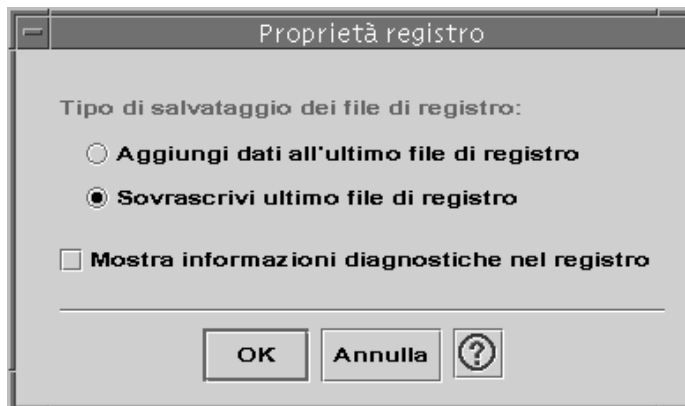 Proprietà registro
Tipo di salvataggio dei file di registro:
Aggiungi dati all'ultimo file di registro
Sovrascrivi ultimo file di registro
Mostra informazioni diagnostiche nel registro
OK Annulla ?